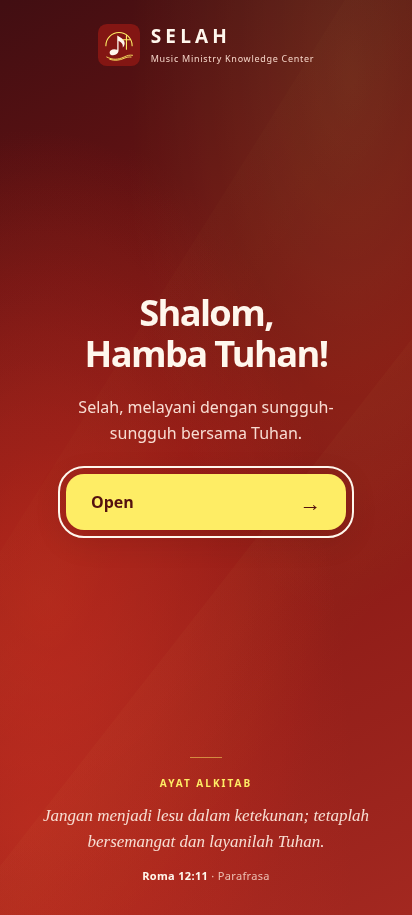 SELAH
Music Ministry Knowledge Center
Shalom,
Hamba Tuhan!
Selah, melayani dengan sungguh-
sungguh bersama Tuhan.
Open →
AYAT ALKITAB
Jangan menjadi lesu dalam ketekunan; tetaplah
bersemangat dan layanilah Tuhan.
Roma 12:11 · Parafrasa